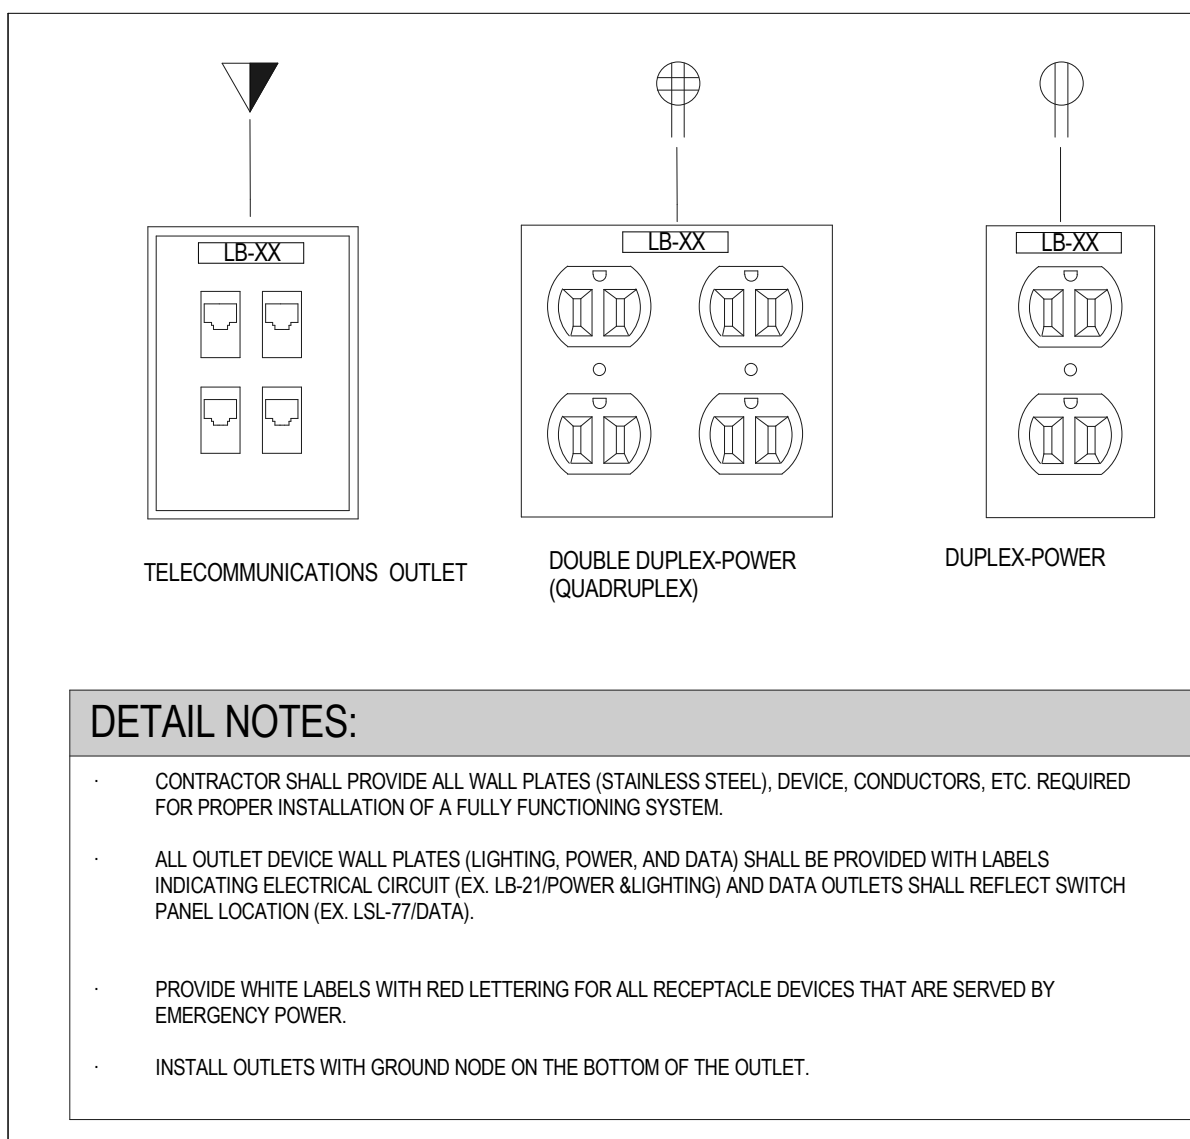 LB-XX
LB-XX
LB-XX
TELECOMMUNICATIONS OUTLET
DOUBLE DUPLEX-POWER
(QUADRUPLEX)
DUPLEX-POWER
DETAIL NOTES:
· CONTRACTOR SHALL PROVIDE ALL WALL PLATES (STAINLESS STEEL), DEVICE, CONDUCTORS, ETC. REQUIRED
FOR PROPER INSTALLATION OF A FULLY FUNCTIONING SYSTEM.
· ALL OUTLET DEVICE WALL PLATES (LIGHTING, POWER, AND DATA) SHALL BE PROVIDED WITH LABELS
INDICATING ELECTRICAL CIRCUIT (EX. LB-21/POWER &LIGHTING) AND DATA OUTLETS SHALL REFLECT SWITCH
PANEL LOCATION (EX. LSL-77/DATA).
· PROVIDE WHITE LABELS WITH RED LETTERING FOR ALL RECEPTACLE DEVICES THAT ARE SERVED BY
EMERGENCY POWER.
· INSTALL OUTLETS WITH GROUND NODE ON THE BOTTOM OF THE OUTLET.